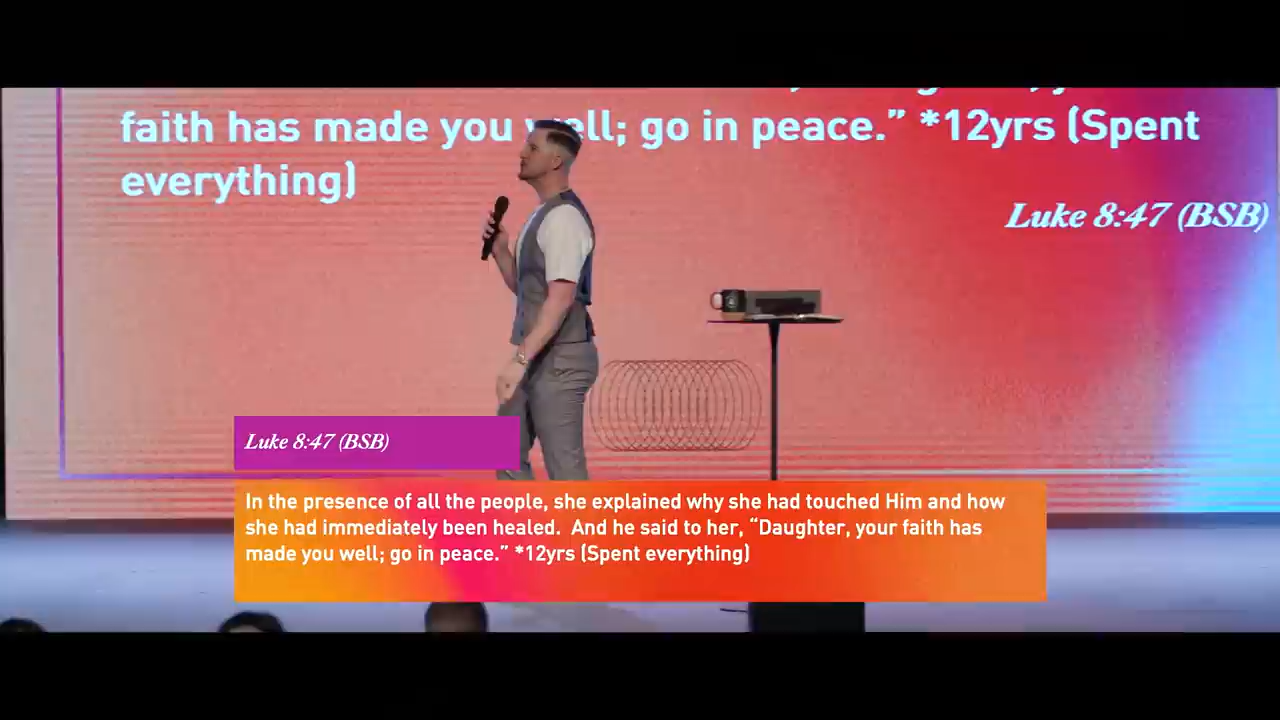 faith has made you well; go in peace.” *12yrs (Spent
everything)
Luke 8:47 (BSB)
Luke 8:47 (BSB)
In the presence of all the people, she explained why she had touched Him and how
she had immediately been healed.  And he said to her, “Daughter, your faith has
made you well; go in peace.” *12yrs (Spent everything)